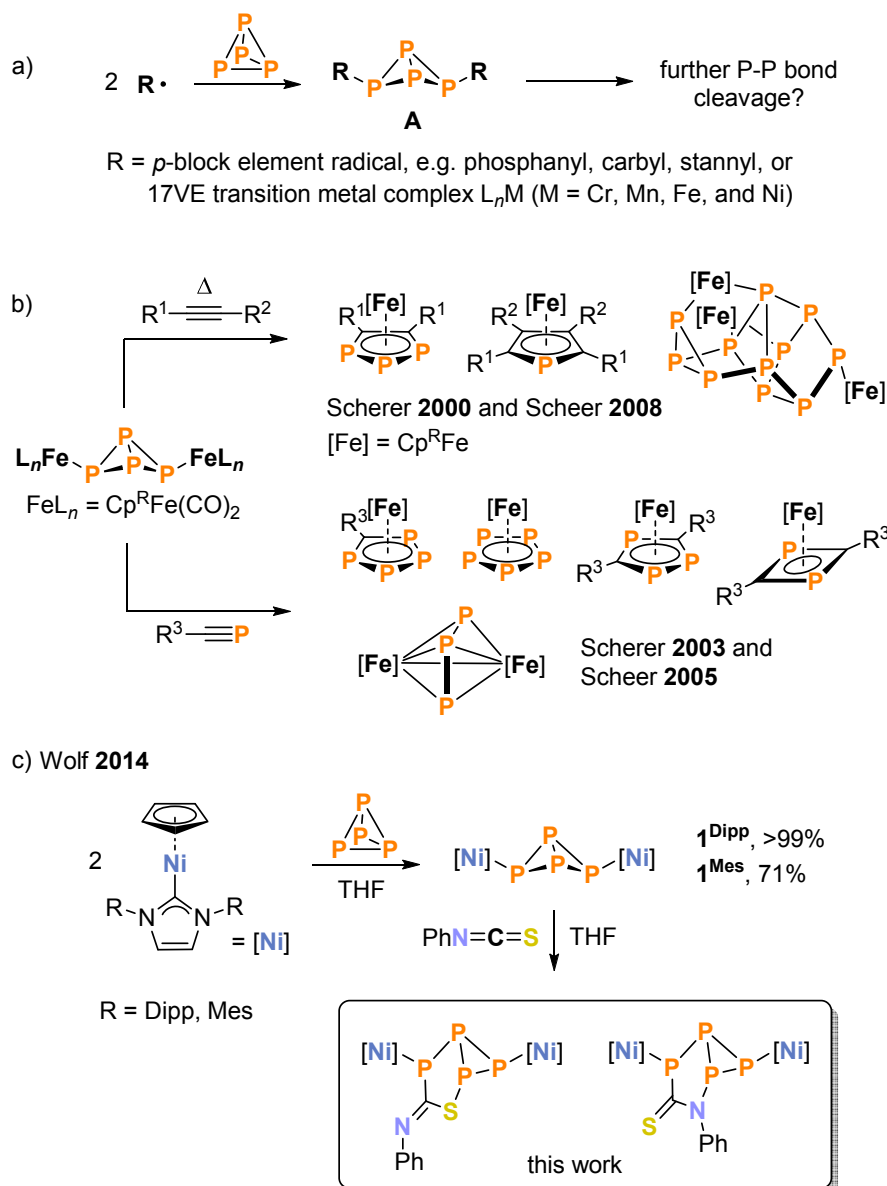 a)
2 R · P P P P R R P P P P further P-P bond
cleavage?
A
R = p-block element radical, e.g. phosphanyl, carbyl, stannyl, or
17VE transition metal complex LnM (M = Cr, Mn, Fe, and Ni)
b)
Δ
R1 R2
[Fe] [Fe] [Fe] P P
R1 R1 R2 R2 [Fe] P P P
P P P R1 P R1 P P P P P [Fe]
Scherer 2000 and Scheer 2008
[Fe] = CpRFe
LnFe P P P P FeLn
FeLn = CpRFe(CO)2
R3 P
[Fe] [Fe] [Fe] [Fe]
R3 P P P P P P P P P P R3 P R3 P P R3 P P R3
P P P
[Fe] [Fe]
Scherer 2003 and
Scheer 2005
c) Wolf 2014
2 Ni
R N N R
= [Ni]
P P P P
THF
[Ni] P P P P [Ni]
1Dipp, >99%
1Mes, 71%
PhN=C=S THF
R = Dipp, Mes
[Ni] P P P P [Ni] [Ni] P P P P [Ni]
N S S N
Ph Ph
this work